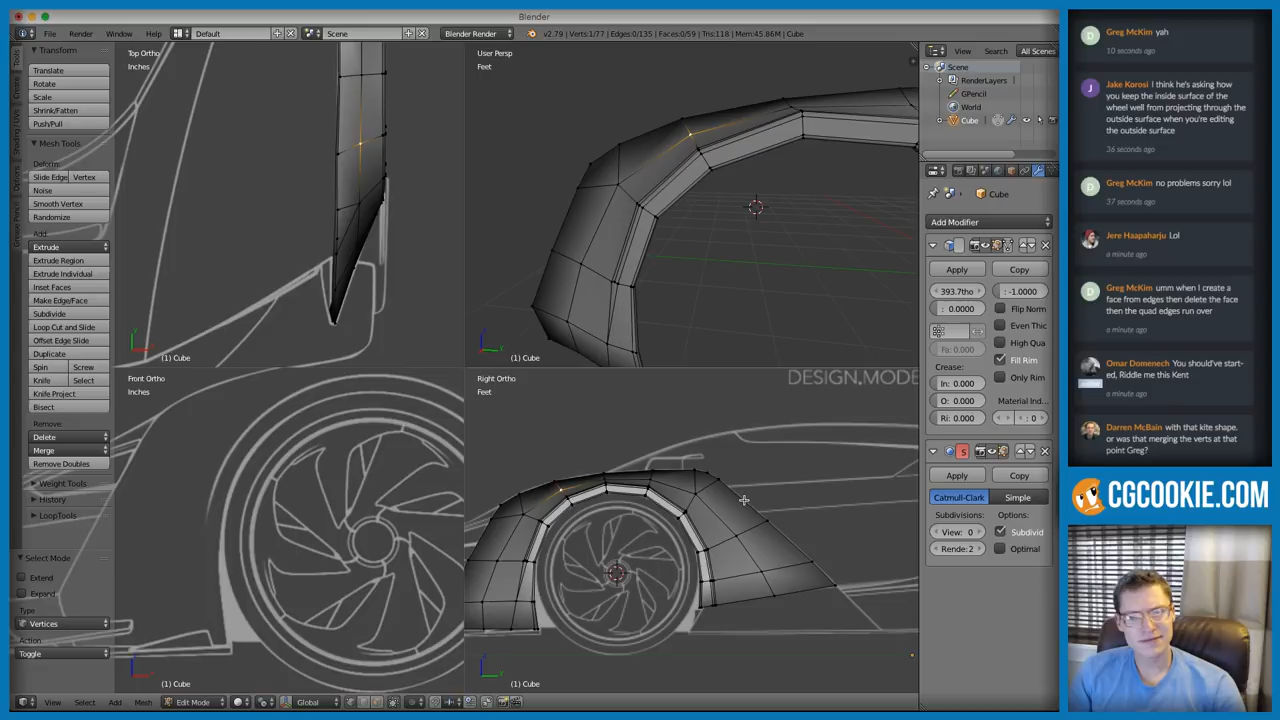 Blender
File
Render
Window
Help
Default
Scene
Blender Render
v2.79 | Verts:1/77 | Edges:0/135 | Faces:0/59 | Tris:118 | Mem:45.86M | Cube
Transform
Translate
Rotate
Scale
Shrink/Fatten
Push/Pull
Mesh Tools
Deform:
Slide Edge
Vertex
Noise
Smooth Vertex
Randomize
Add:
Extrude
Extrude Region
Extrude Individual
Inset Faces
Make Edge/Face
Subdivide
Loop Cut and Slide
Offset Edge Slide
Duplicate
Spin
Screw
Knife
Select
Knife Project
Bisect
Remove:
Delete
Merge
Remove Doubles
Weight Tools
History
LoopTools
Select Mode
Extend
Expand
Type
Vertices
Action
Toggle
Tools
Create
Shading / UVs
Options
Grease Pencil
Top Ortho
Inches
(1) Cube
User Persp
Feet
(1) Cube
Front Ortho
Inches
(1) Cube
Right Ortho
Feet
DESIGN.MODE
(1) Cube
View
Select
Add
Mesh
Edit Mode
Global
View
Search
All Scenes
Scene
RenderLayers
GPencil
World
Cube
Cube
Add Modifier
Apply
Copy
393.7tho
: -1.0000
: 0.0000
Flip Norm
Even Thic
High Qua
Fa: 0.000
Fill Rim
Crease:
Only Rim
In: 0.000
O: 0.000
Material Ind...
Ri: 0.000
: 0
S
Apply
Copy
Catmull-Clark
Simple
Subdivisions:
Options:
View: 0
Subdivid
Rende: 2
Optimal
Greg McKim yah
10 seconds ago
Jake Korosi I think he's asking how
you keep the inside surface of the
wheel well from projecting through the
outside surface when you're editing
the outside surface
36 seconds ago
Greg McKim no problems sorry lol
37 seconds ago
Jere Haapaharju Lol
a minute ago
Greg McKim umm when I create a
face from edges then delete the face
then the quad edges run over
a minute ago
Omar Domenech You should've start-
ed, Riddle me this Kent
a minute ago
Darren McBain with that kite shape.
or was that merging the verts at that
point Greg?
CGCOOKIE.COM